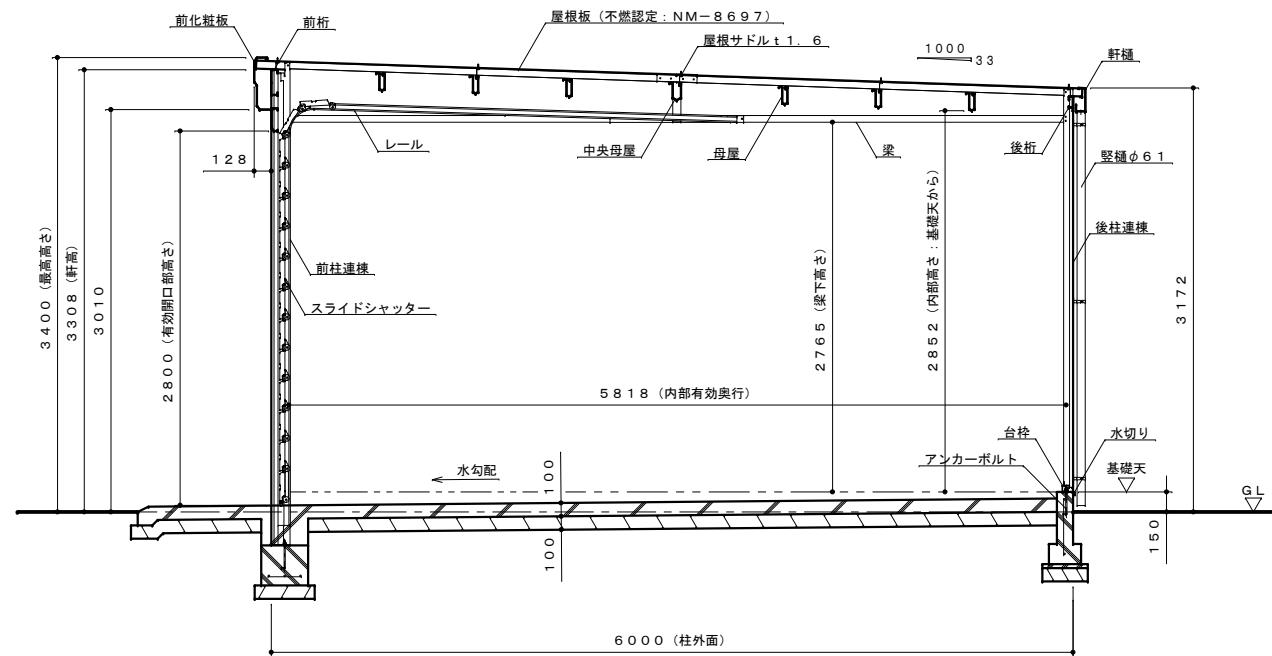 前化粧板
前桁
屋根板（不燃認定：NM－8697）
屋根サドルｔ１．６
1000
33
軒樋
レール
中央母屋
母屋
梁
後桁
竪樋φ61
128
3400（最高高さ）
3308（軒高）
3010
2800（有効開口部高さ）
前柱連棟
スライドシャッター
2765（梁下高さ）
2852（内部高さ：基礎天から）
後柱連棟
3172
5818（内部有効奥行）
台枠
水切り
アンカーボルト
基礎天
水勾配
100
GL
100
150
6000（柱外面）